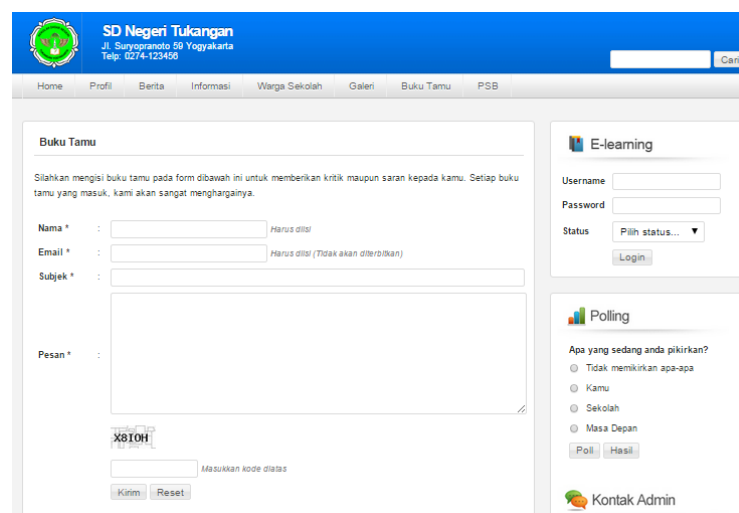 SD Negeri Tukangan
Jl. Suryopranoto 59 Yogyakarta
Telp: 0274-123456
Cari
Home Profil Berita Informasi Warga Sekolah Galeri Buku Tamu PSB
Buku Tamu
Silahkan mengisi buku tamu pada form dibawah ini untuk memberikan kritik maupun saran kepada kamu. Setiap buku
tamu yang masuk, kami akan sangat menghargainya.
Nama * : Harus diisi
Email * : Harus diisi (Tidak akan diterbitkan)
Subjek * :
Pesan * :
X8IOH
Masukkan kode diatas
Kirim Reset
E-learning
Username
Password
Status Pilih status...
Login
Polling
Apa yang sedang anda pikirkan?
Tidak memikirkan apa-apa
Kamu
Sekolah
Masa Depan
Poll Hasil
Kontak Admin